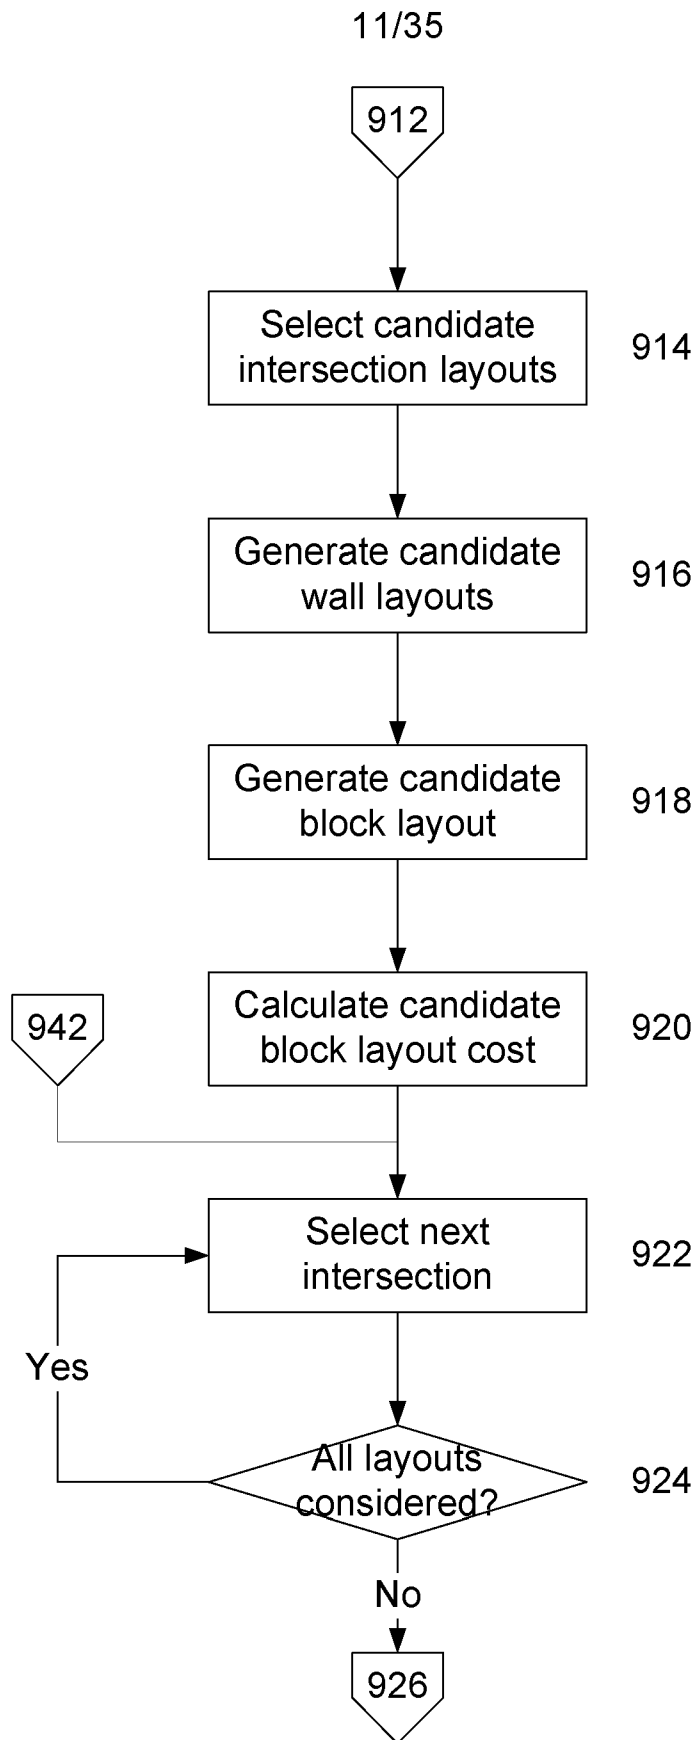 11/35
912
Select candidate
intersection layouts
914
Generate candidate
wall layouts
916
Generate candidate
block layout
918
Calculate candidate
block layout cost
920
942
Select next
intersection
922
Yes
All layouts
considered?
924
No
926